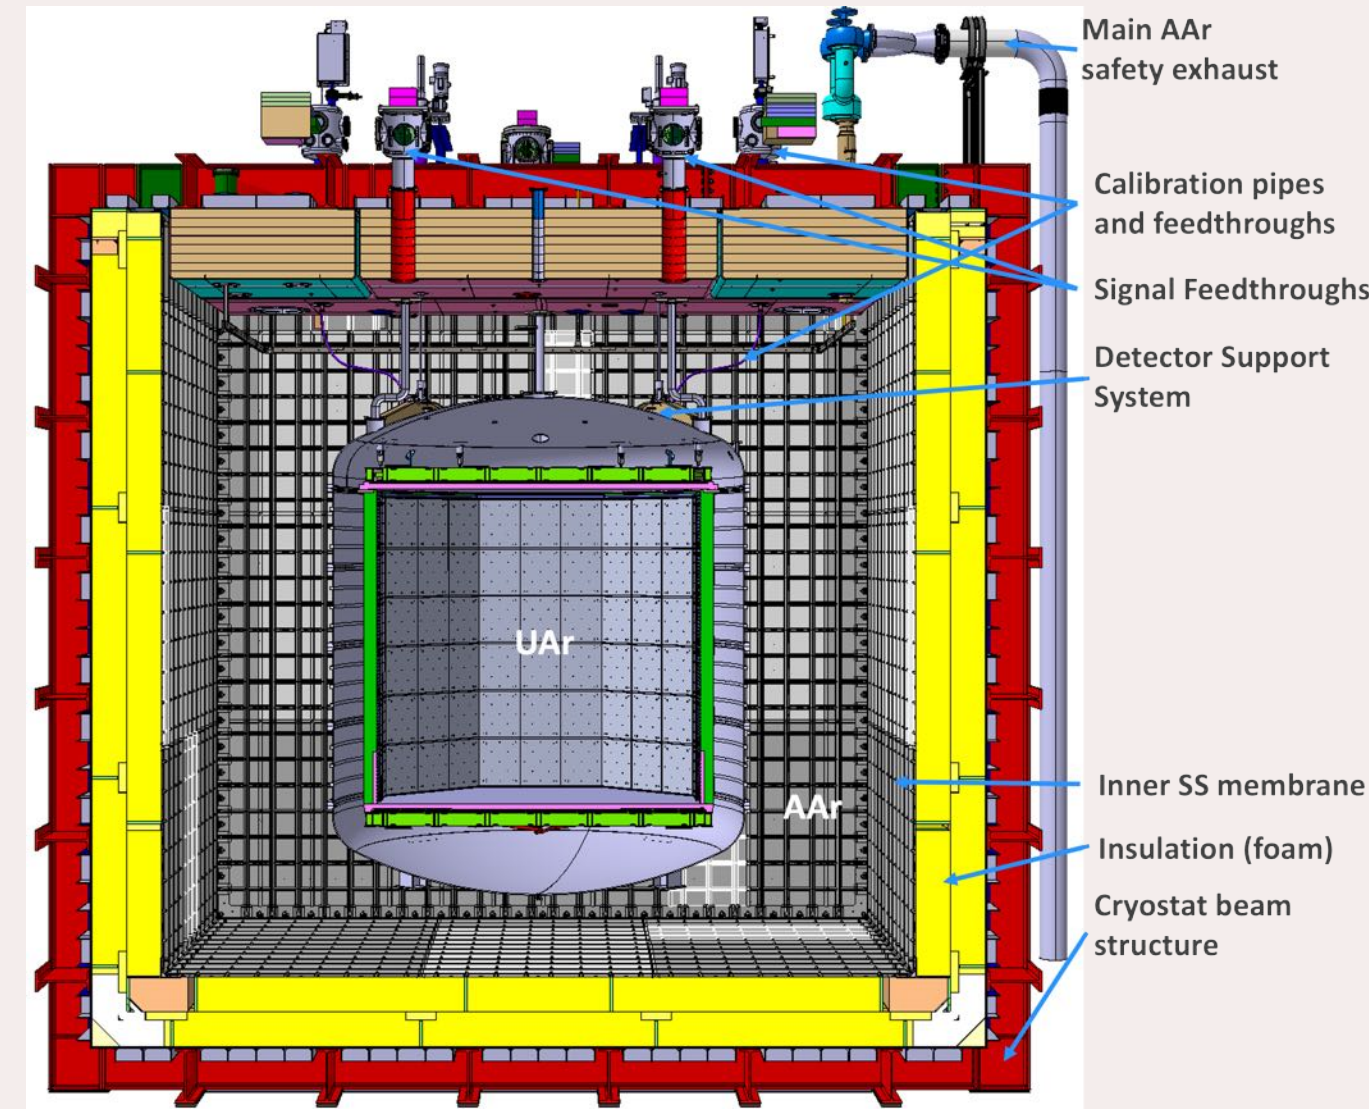 Main AAr
safety exhaust
Calibration pipes
and feedthroughs
Signal Feedthroughs
Detector Support
System
UAr
AAr
Inner SS membrane
Insulation (foam)
Cryostat beam
structure